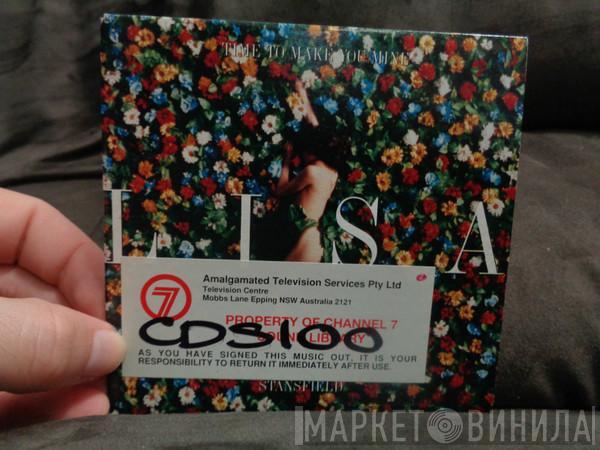 TIME TO MAKE YOU MINE
LISA
7
Amalgamated Television Services Pty Ltd
Television Centre
Mobbs Lane Epping NSW Australia 2121
PROPERTY OF CHANNEL 7
SOUND LIBRARY
CDS100
AS YOU HAVE SIGNED THIS MUSIC OUT, IT IS YOUR
RESPONSIBILITY TO RETURN IT IMMEDIATELY AFTER USE.
STANSFIELD
МАРКЕТ ВИНИЛА